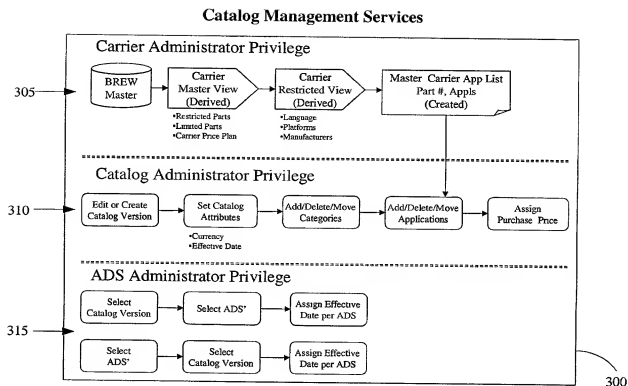 Catalog Management Services
Carrier Administrator Privilege
305
BREW
Master
Carrier
Master View
(Derived)
•Restricted Parts
•Limited Parts
•Carrier Price Plan
Carrier
Restricted View
(Derived)
•Language
•Platforms
•Manufacturers
Master Carrier App List
Part #, Appls
(Created)
Catalog Administrator Privilege
310
Edit or Create
Catalog Version
Set Catalog
Attributes
•Currency
•Effective Date
Add/Delete/Move
Categories
Add/Delete/Move
Applications
Assign
Purchase Price
ADS Administrator Privilege
315
Select
Catalog Version
Select ADS'
Assign Effective
Date per ADS
Select
ADS'
Select
Catalog Version
Assign Effective
Date per ADS
300